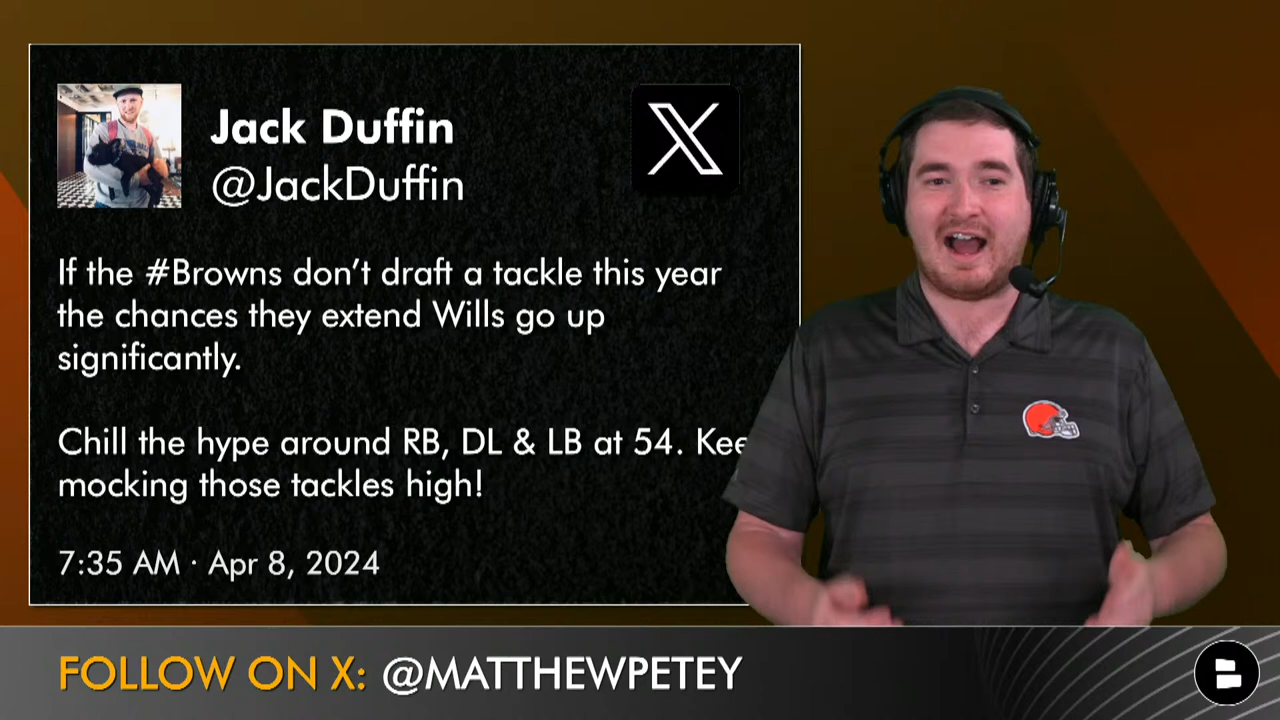 Jack Duffin
@JackDuffin
If the #Browns don't draft a tackle this year
the chances they extend Wills go up
significantly.
Chill the hype around RB, DL & LB at 54. Kee
mocking those tackles high!
7:35 AM · Apr 8, 2024
FOLLOW ON X: @MATTHEWPETEY